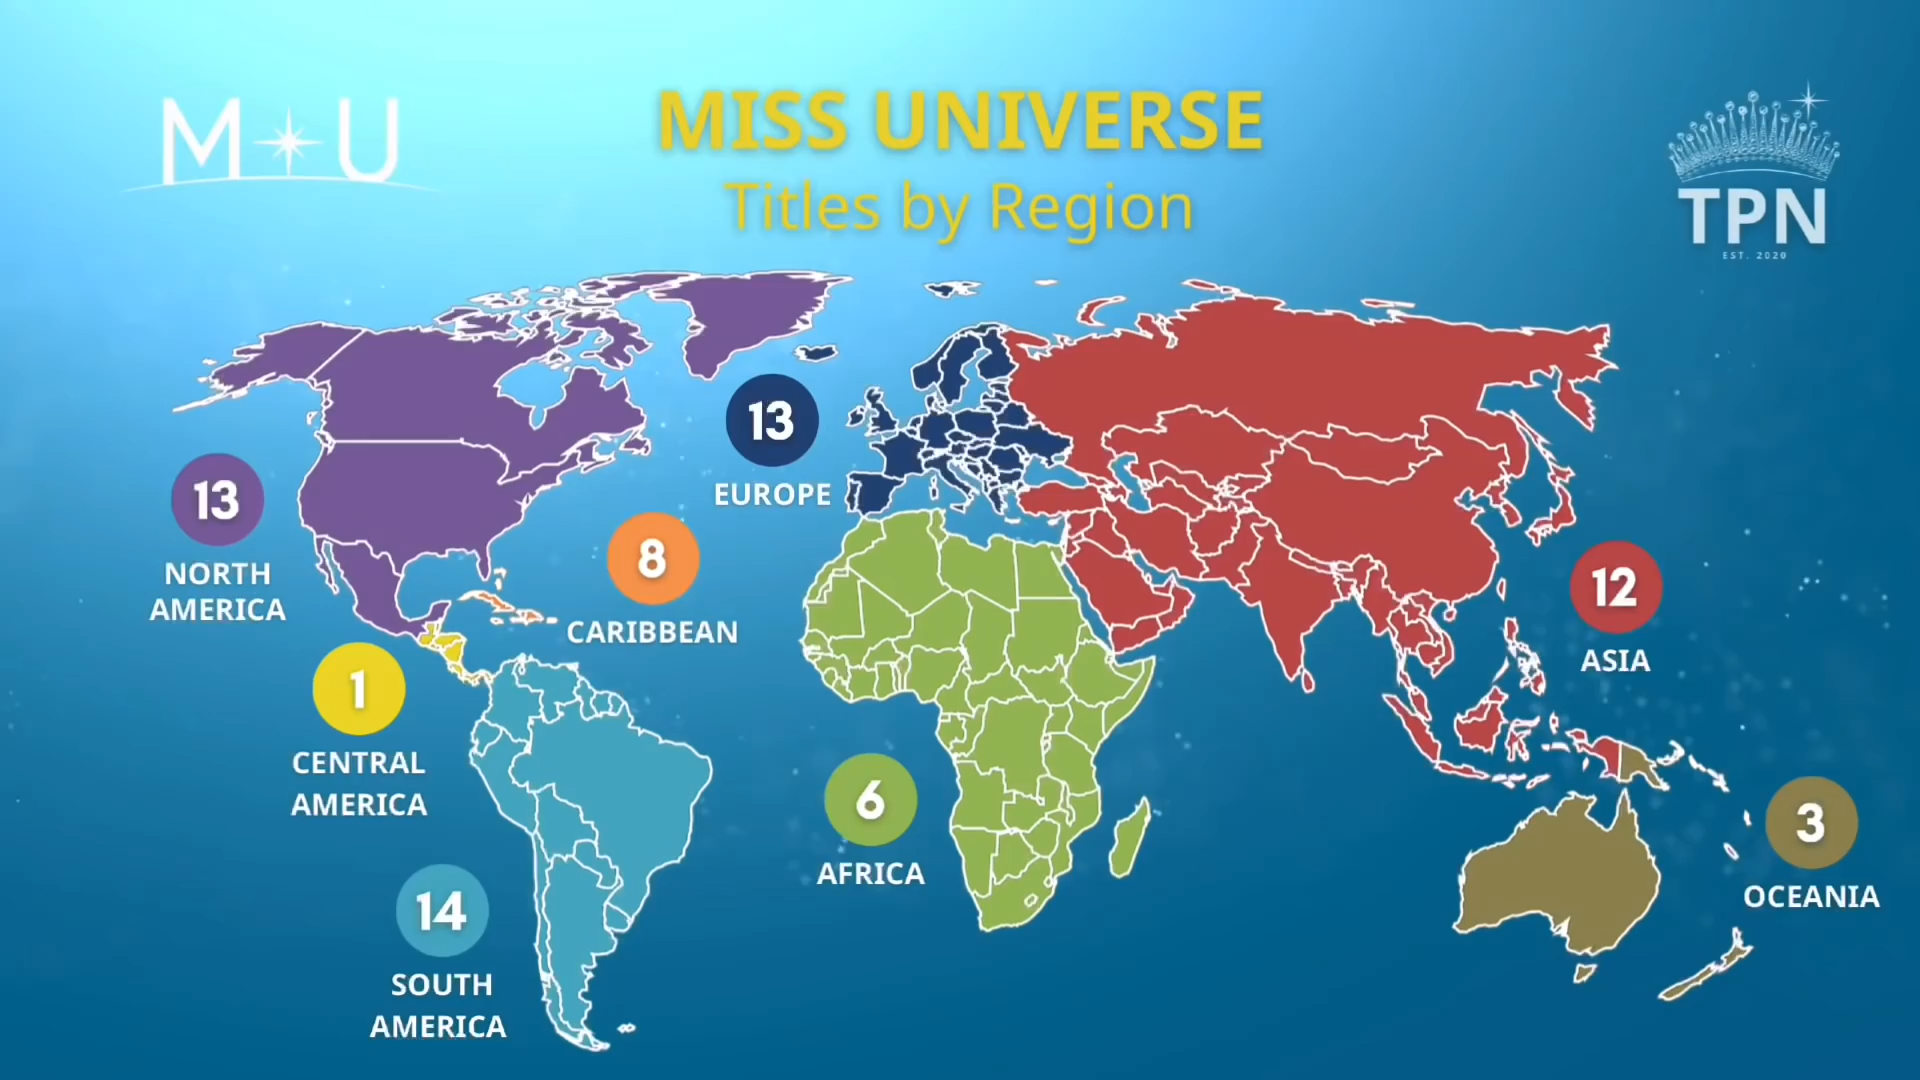 M U
MISS UNIVERSE
Titles by Region
TPN
EST. 2020
13
NORTH
AMERICA
13
EUROPE
8
CARIBBEAN
12
ASIA
1
CENTRAL
AMERICA
6
AFRICA
3
OCEANIA
14
SOUTH
AMERICA